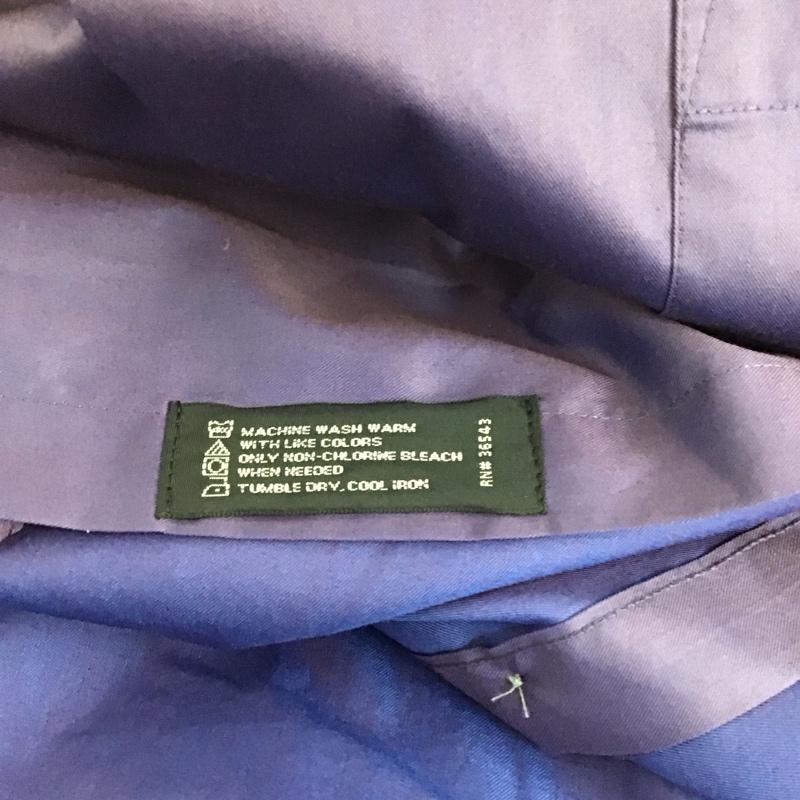 MACHINE WASH WARM
WITH LIKE COLORS
ONLY NON-CHLORINE BLEACH
WHEN NEEDED
TUMBLE DRY. COOL IRON
RN# 36543